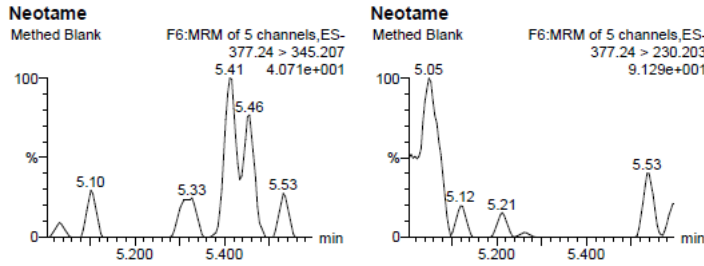 Neotame
Methed Blank
F6:MRM of 5 channels,ES-
377.24 > 345.207
4.071e+001
100
%
5.10
5.33
5.41
5.46
5.53
0
5.200
5.400
min
Neotame
Methed Blank
F6:MRM of 5 channels,ES-
377.24 > 230.203
9.129e+001
100
%
5.05
5.12
5.21
5.53
0
5.200
5.400
min